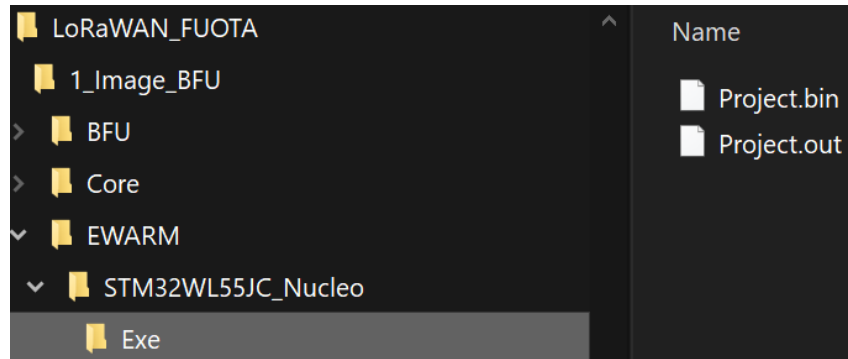 LoRaWAN_FUOTA
1_Image_BFU
BFU
Core
EWARM
STM32WL55JC_Nucleo
Exe
Name
Project.bin
Project.out